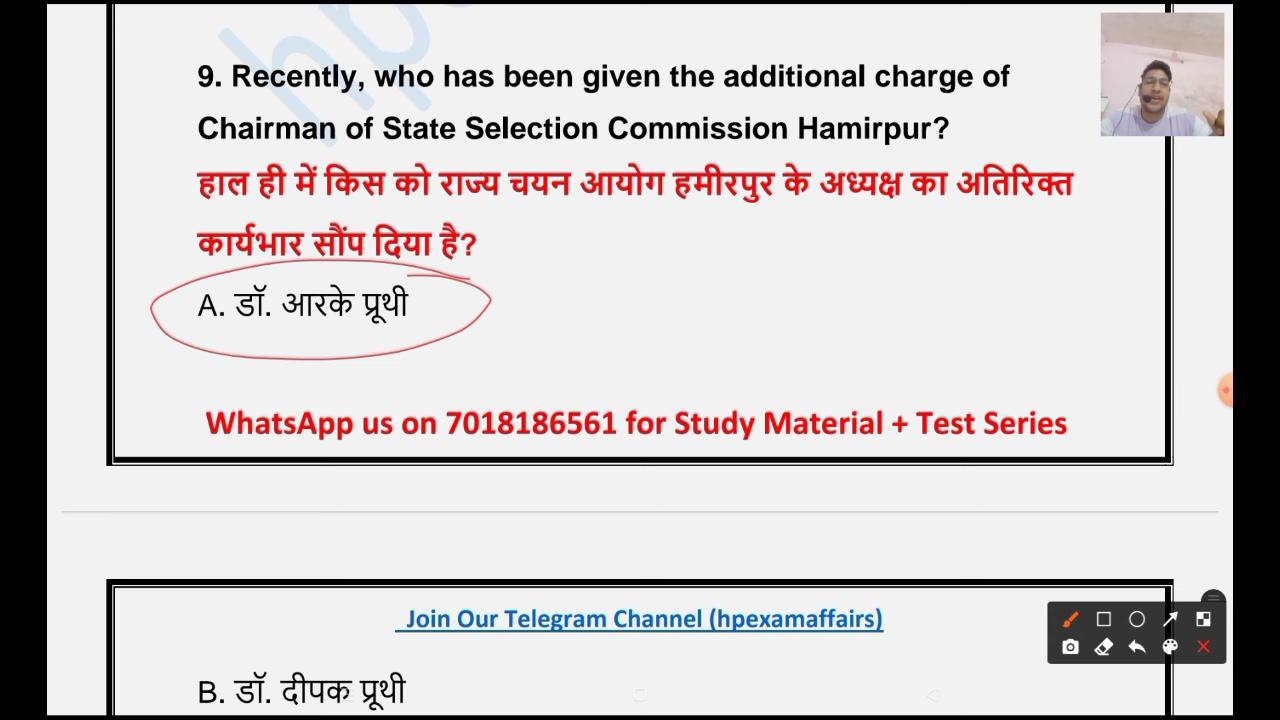 9. Recently, who has been given the additional charge of
Chairman of State Selection Commission Hamirpur?
हाल ही में किस को राज्य चयन आयोग हमीरपुर के अध्यक्ष का अतिरिक्त
कार्यभार सौंप दिया है?
A. डॉ. आरके प्रूथी
WhatsApp us on 7018186561 for Study Material + Test Series
Join Our Telegram Channel (hpexamaffairs)
B. डॉ. दीपक प्रूथी